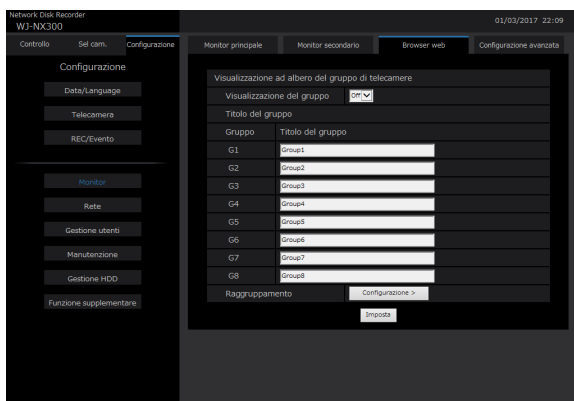 Network Disk Recorder
WJ-NX300
01/03/2017 22:09
Controllo Sel cam. Configurazione
Monitor principale Monitor secondario Browser web Configurazione avanzata
Configurazione
Data/Language
Telecamera
REC/Evento
Monitor
Rete
Gestione utenti
Manutenzione
Gestione HDD
Funzione supplementare
Visualizzazione ad albero del gruppo di telecamere
Visualizzazione del gruppo Off
Titolo del gruppo
Gruppo Titolo del gruppo
G1 Group1
G2 Group2
G3 Group3
G4 Group4
G5 Group5
G6 Group6
G7 Group7
G8 Group8
Raggruppamento Configurazione >
Imposta